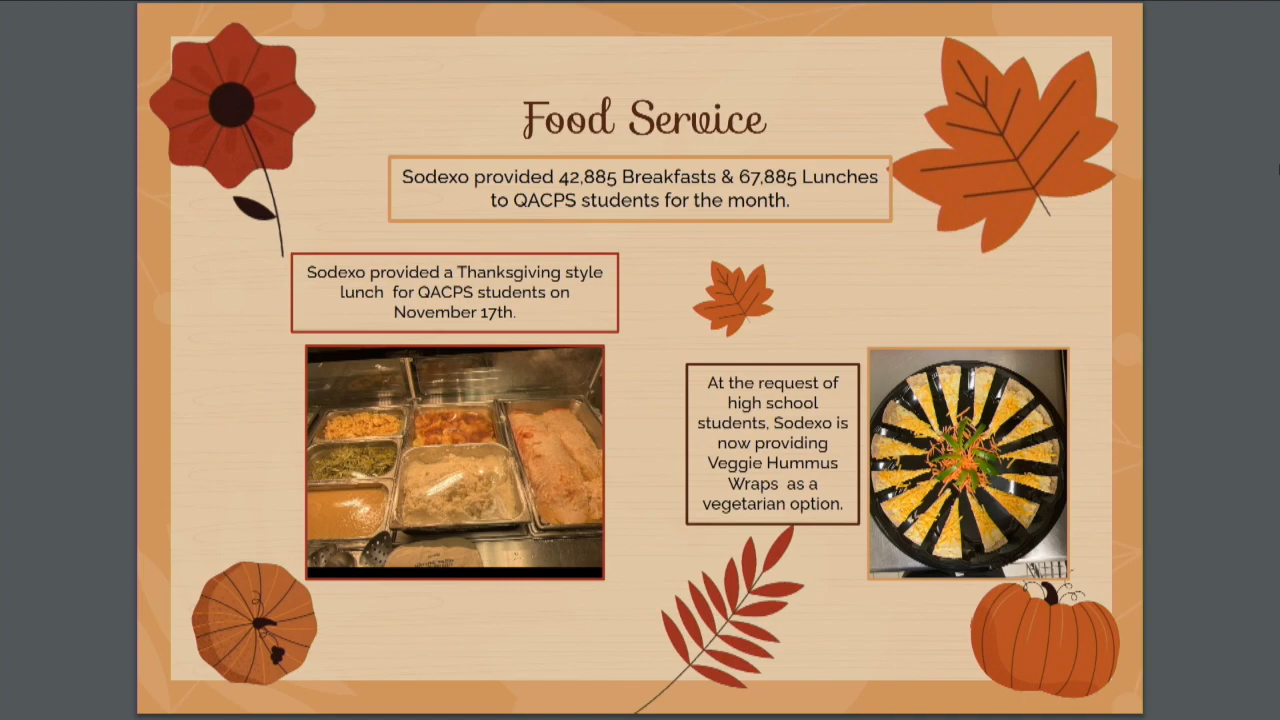 Food Service
Sodexo provided 42,885 Breakfasts & 67,885 Lunches
to QACPS students for the month.
Sodexo provided a Thanksgiving style
lunch for QACPS students on
November 17th.
At the request of
high school
students, Sodexo is
now providing
Veggie Hummus
Wraps as a
vegetarian option.